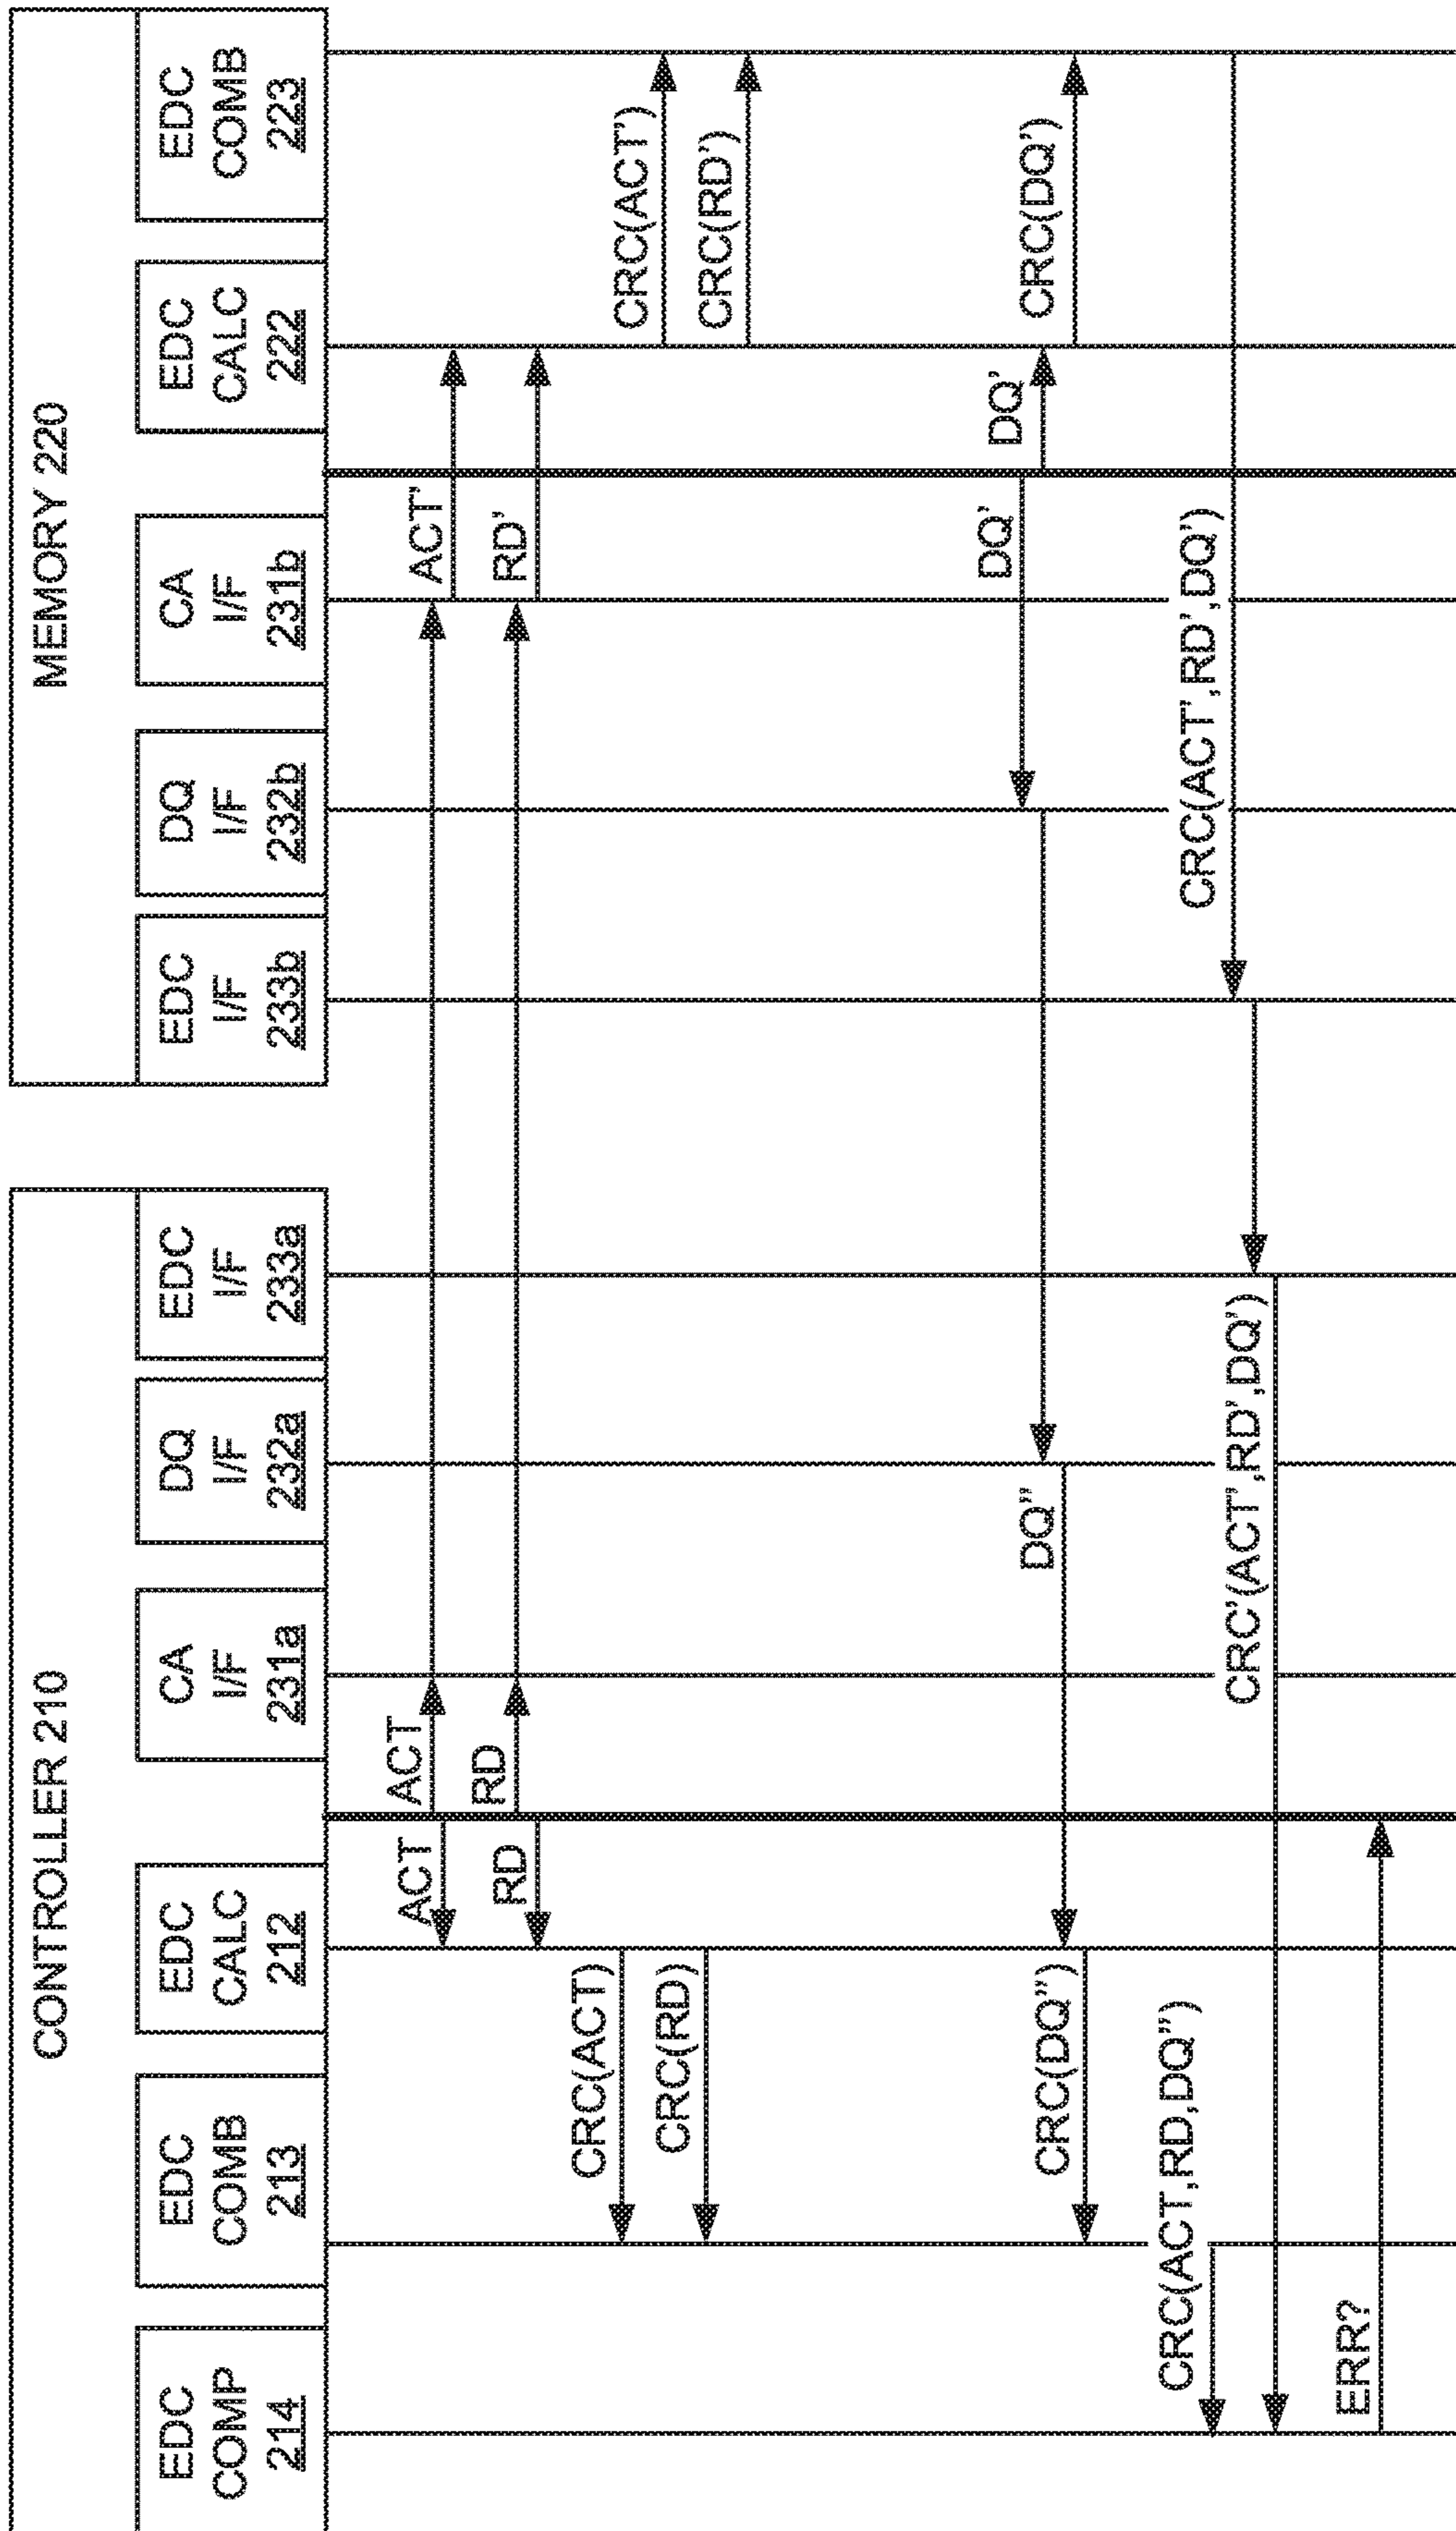 CONTROLLER 210
MEMORY 220
EDC
COMP
214
EDC
COMB
213
EDC
CALC
212
CA
I/F
231a
DQ
I/F
232a
EDC
I/F
233a
EDC
I/F
233b
DQ
I/F
232b
CA
I/F
231b
EDC
CALC
222
EDC
COMB
223
ACT
ACT
ACT'
RD
RD
RD'
CRC(ACT)
CRC(ACT')
CRC(RD)
CRC(RD')
DQ'
DQ'
DQ''
CRC(DQ')
CRC(DQ'')
CRC(ACT,RD,DQ'')
CRC(ACT',RD',DQ')
CRC'(ACT',RD',DQ')
ERR?